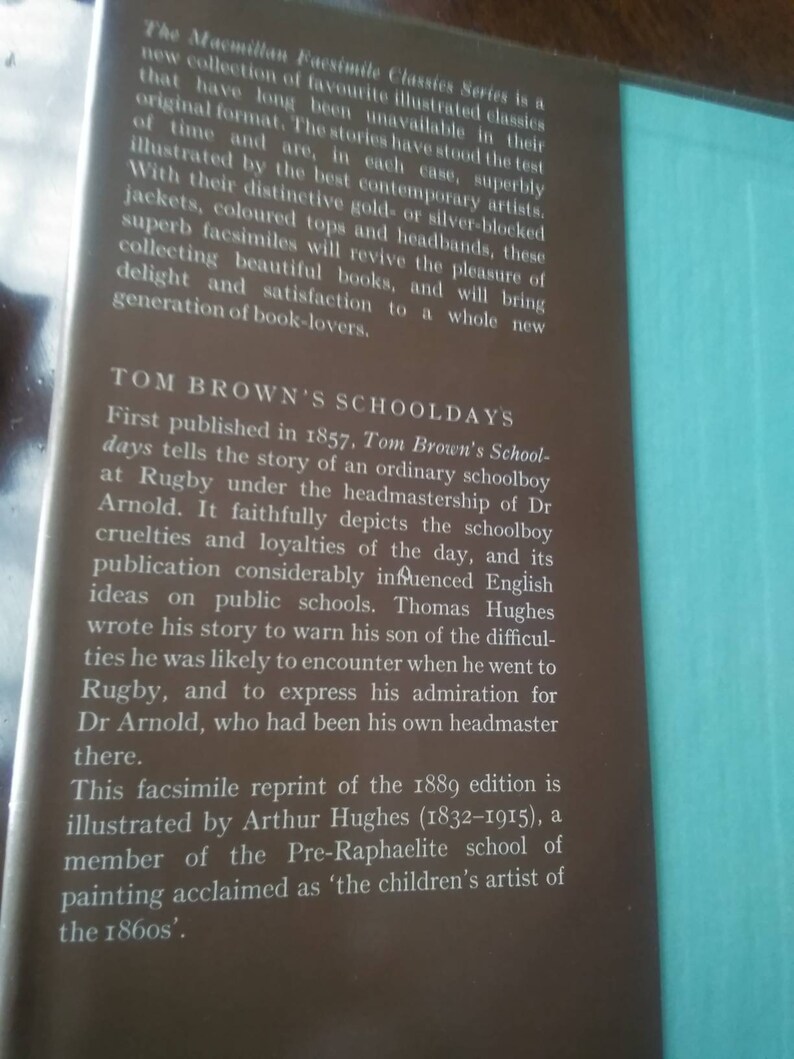 The Macmillan Facsimile Classics Series is a
new collection of favourite illustrated classics
that have long been unavailable in their
original format. The stories have stood the test
of time and are, in each case, superbly
illustrated by the best contemporary artists.
With their distinctive gold- or silver-blocked
jackets, coloured tops and headbands, these
superb facsimiles will revive the pleasure of
collecting beautiful books, and will bring
delight and satisfaction to a whole new
generation of book-lovers.
TOM BROWN'S SCHOOLDAYS
First published in 1857, Tom Brown's School-
days tells the story of an ordinary schoolboy
at Rugby under the headmastership of Dr
Arnold. It faithfully depicts the schoolboy
cruelties and loyalties of the day, and its
publication considerably influenced English
ideas on public schools. Thomas Hughes
wrote his story to warn his son of the difficul-
ties he was likely to encounter when he went to
Rugby, and to express his admiration for
Dr Arnold, who had been his own headmaster
there.
This facsimile reprint of the 1889 edition is
illustrated by Arthur Hughes (1832–1915), a
member of the Pre-Raphaelite school of
painting acclaimed as 'the children's artist of
the 1860s'.